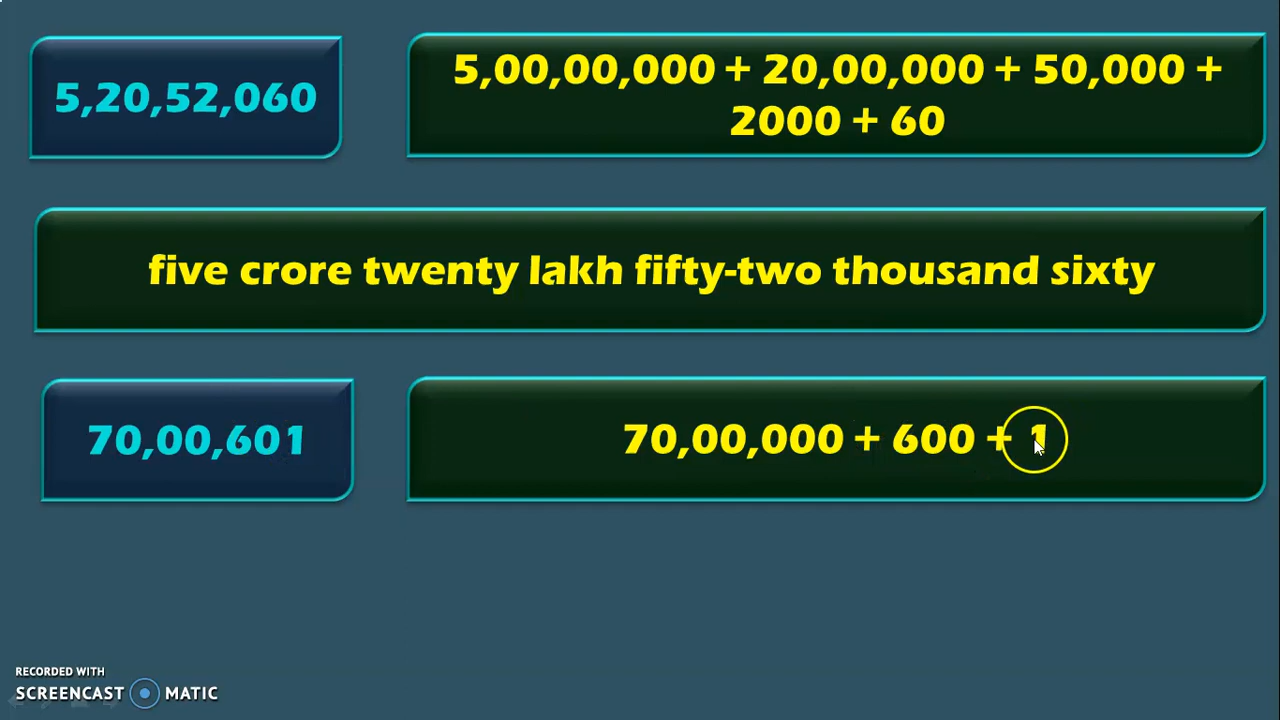 5,20,52,060
5,00,00,000 + 20,00,000 + 50,000 +
2000 + 60
five crore twenty lakh fifty-two thousand sixty
70,00,601
70,00,000 + 600 + 1
RECORDED WITH
SCREENCAST MATIC